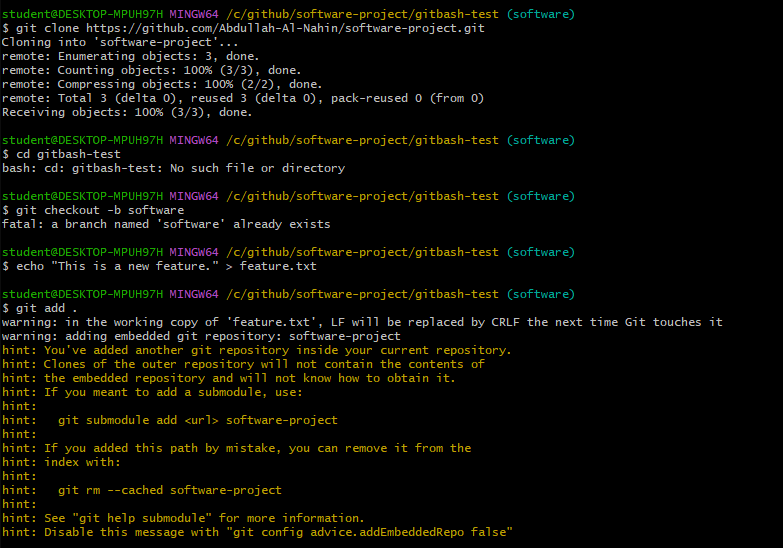 student@DESKTOP-MPUH97H MINGW64 /c/github/software-project/gitbash-test (software)
$ git clone https://github.com/Abdullah-Al-Nahin/software-project.git
Cloning into 'software-project'...
remote: Enumerating objects: 3, done.
remote: Counting objects: 100% (3/3), done.
remote: Compressing objects: 100% (2/2), done.
remote: Total 3 (delta 0), reused 3 (delta 0), pack-reused 0 (from 0)
Receiving objects: 100% (3/3), done.
student@DESKTOP-MPUH97H MINGW64 /c/github/software-project/gitbash-test (software)
$ cd gitbash-test
bash: cd: gitbash-test: No such file or directory
student@DESKTOP-MPUH97H MINGW64 /c/github/software-project/gitbash-test (software)
$ git checkout -b software
fatal: a branch named 'software' already exists
student@DESKTOP-MPUH97H MINGW64 /c/github/software-project/gitbash-test (software)
$ echo "This is a new feature." > feature.txt
student@DESKTOP-MPUH97H MINGW64 /c/github/software-project/gitbash-test (software)
$ git add .
warning: in the working copy of 'feature.txt', LF will be replaced by CRLF the next time Git touches it
warning: adding embedded git repository: software-project
hint: You've added another git repository inside your current repository.
hint: Clones of the outer repository will not contain the contents of
hint: the embedded repository and will not know how to obtain it.
hint: If you meant to add a submodule, use:
hint:
hint:   git submodule add <url> software-project
hint:
hint: If you added this path by mistake, you can remove it from the
hint: index with:
hint:
hint:   git rm --cached software-project
hint:
hint: See "git help submodule" for more information.
hint: Disable this message with "git config advice.addEmbeddedRepo false"